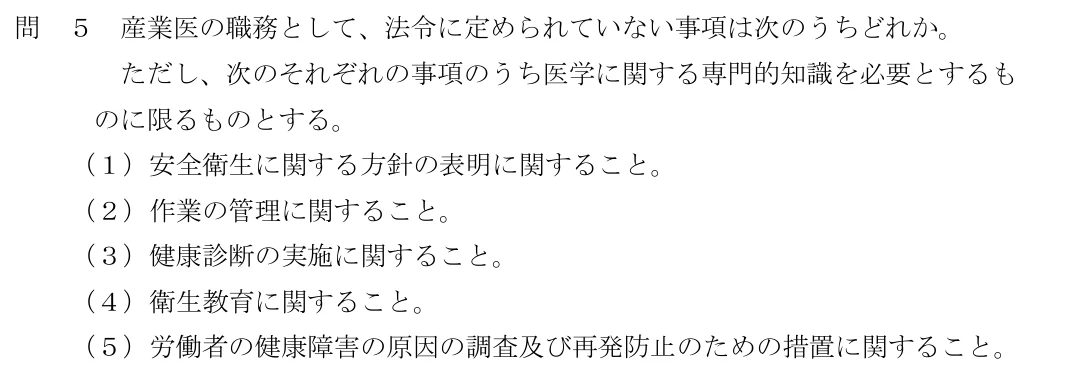 問　５　産業医の職務として、法令に定められていない事項は次のうちどれか。
ただし、次のそれぞれの事項のうち医学に関する専門的知識を必要とするも
のに限るものとする。
（１）安全衛生に関する方針の表明に関すること。
（２）作業の管理に関すること。
（３）健康診断の実施に関すること。
（４）衛生教育に関すること。
（５）労働者の健康障害の原因の調査及び再発防止のための措置に関すること。